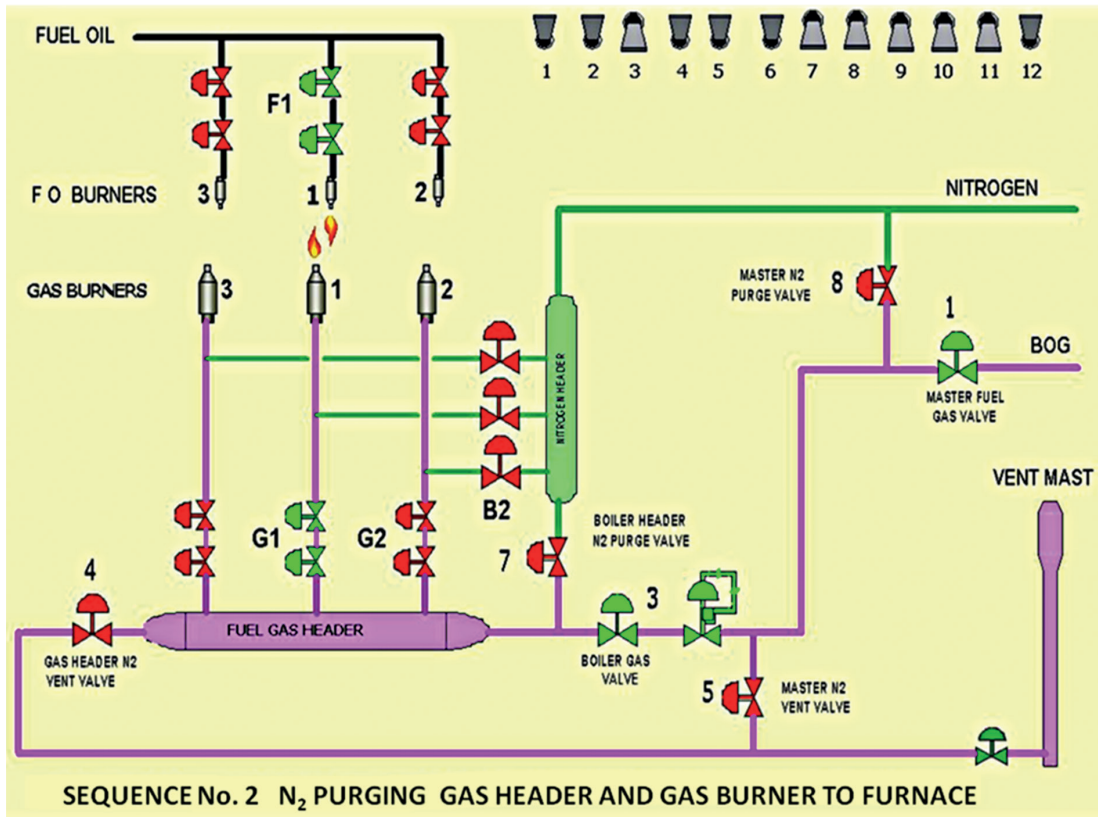 FUEL OIL
1 2 3 4 5 6 7 8 9 10 11 12
F1
F O BURNERS
3 1 2
NITROGEN
GAS BURNERS
3 1 2
MASTER N2
PURGE VALVE
8
1
BOG
MASTER FUEL
GAS VALVE
NITROGEN HEADER
VENT MAST
B2
G1
G2
BOILER HEADER
N2 PURGE VALVE
7
4
3
FUEL GAS HEADER
GAS HEADER N2
VENT VALVE
BOILER GAS
VALVE
5
MASTER N2
VENT VALVE
SEQUENCE No. 2 N₂ PURGING GAS HEADER AND GAS BURNER TO FURNACE